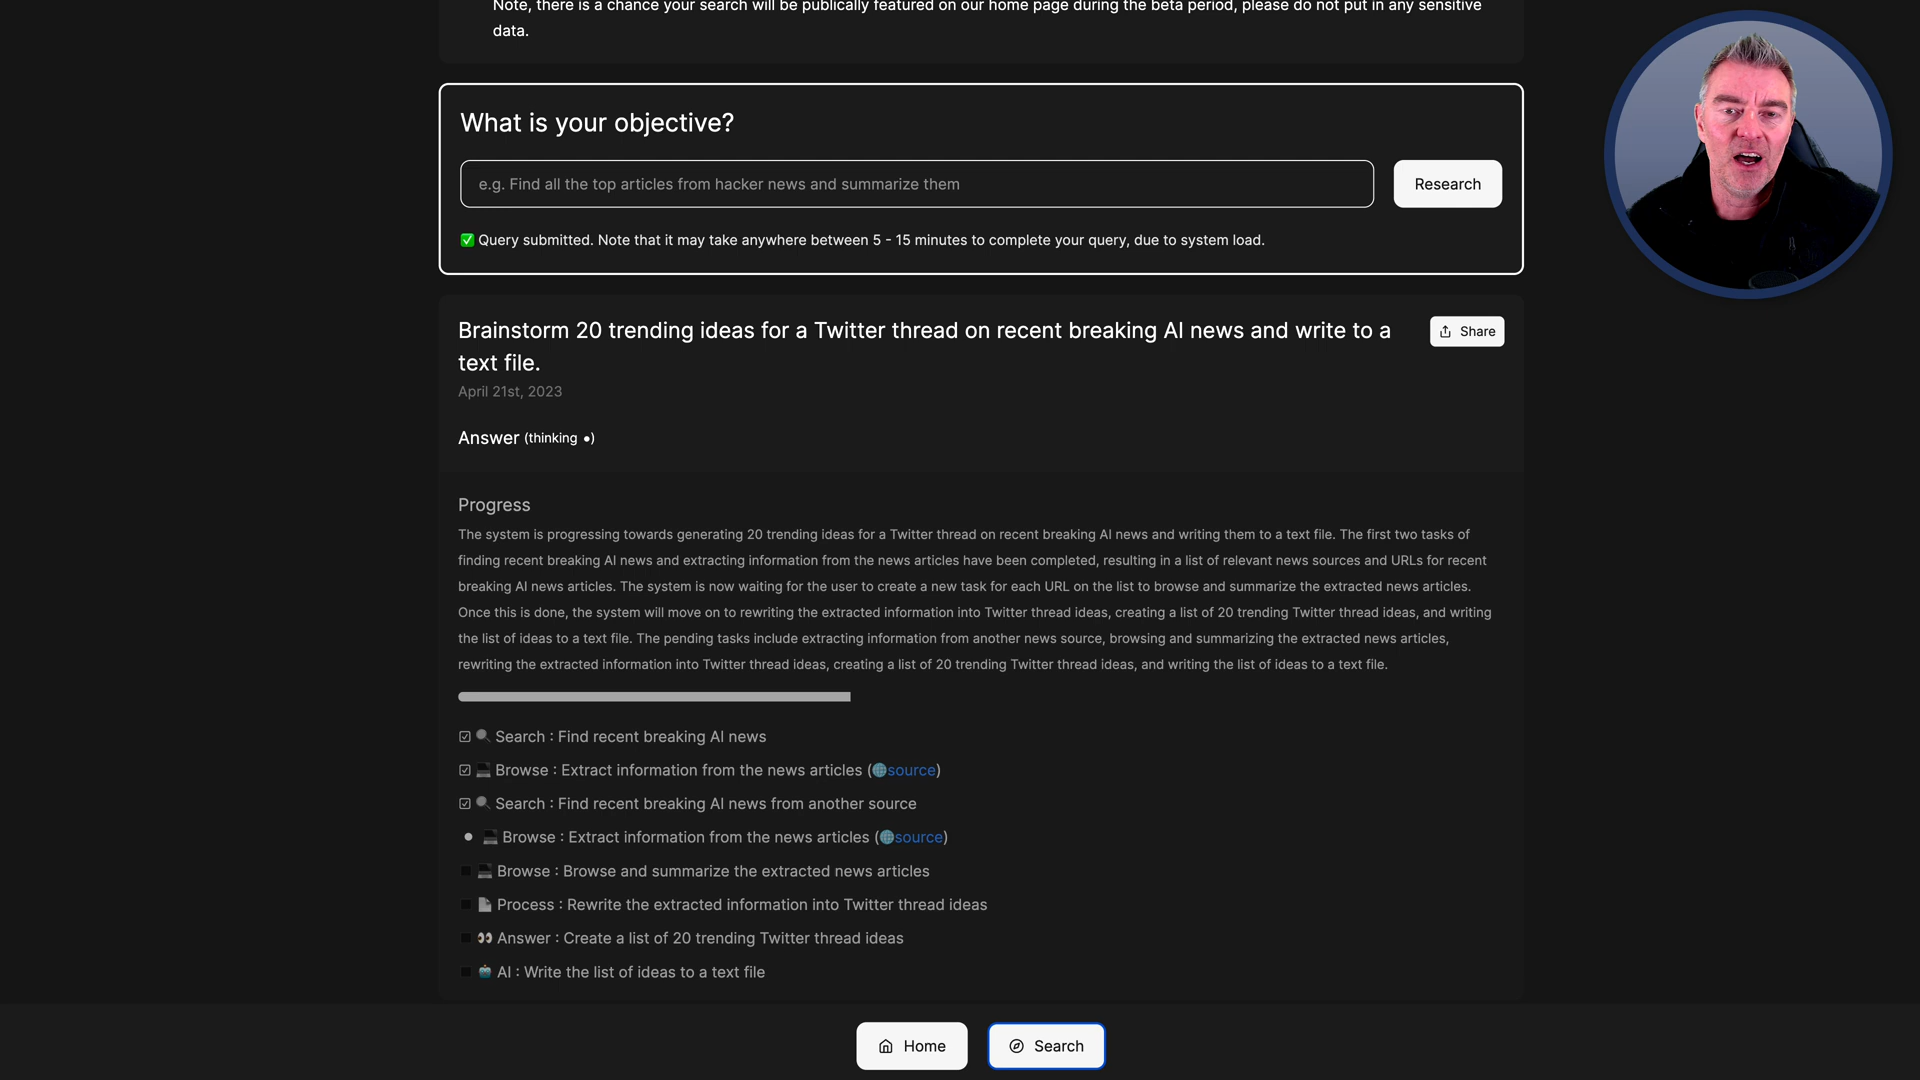 Note, there is a chance your search will be publically featured on our home page during the beta period, please do not put in any sensitive
data.
What is your objective?
e.g. Find all the top articles from hacker news and summarize them
Research
✅ Query submitted. Note that it may take anywhere between 5 - 15 minutes to complete your query, due to system load.
Brainstorm 20 trending ideas for a Twitter thread on recent breaking AI news and write to a
text file.
Share
April 21st, 2023
Answer (thinking •)
Progress
The system is progressing towards generating 20 trending ideas for a Twitter thread on recent breaking AI news and writing them to a text file. The first two tasks of
finding recent breaking AI news and extracting information from the news articles have been completed, resulting in a list of relevant news sources and URLs for recent
breaking AI news articles. The system is now waiting for the user to create a new task for each URL on the list to browse and summarize the extracted news articles.
Once this is done, the system will move on to rewriting the extracted information into Twitter thread ideas, creating a list of 20 trending Twitter thread ideas, and writing
the list of ideas to a text file. The pending tasks include extracting information from another news source, browsing and summarizing the extracted news articles,
rewriting the extracted information into Twitter thread ideas, creating a list of 20 trending Twitter thread ideas, and writing the list of ideas to a text file.
Search : Find recent breaking AI news
Browse : Extract information from the news articles (🌐source)
Search : Find recent breaking AI news from another source
Browse : Extract information from the news articles (🌐source)
Browse : Browse and summarize the extracted news articles
Process : Rewrite the extracted information into Twitter thread ideas
Answer : Create a list of 20 trending Twitter thread ideas
AI : Write the list of ideas to a text file
Home
Search